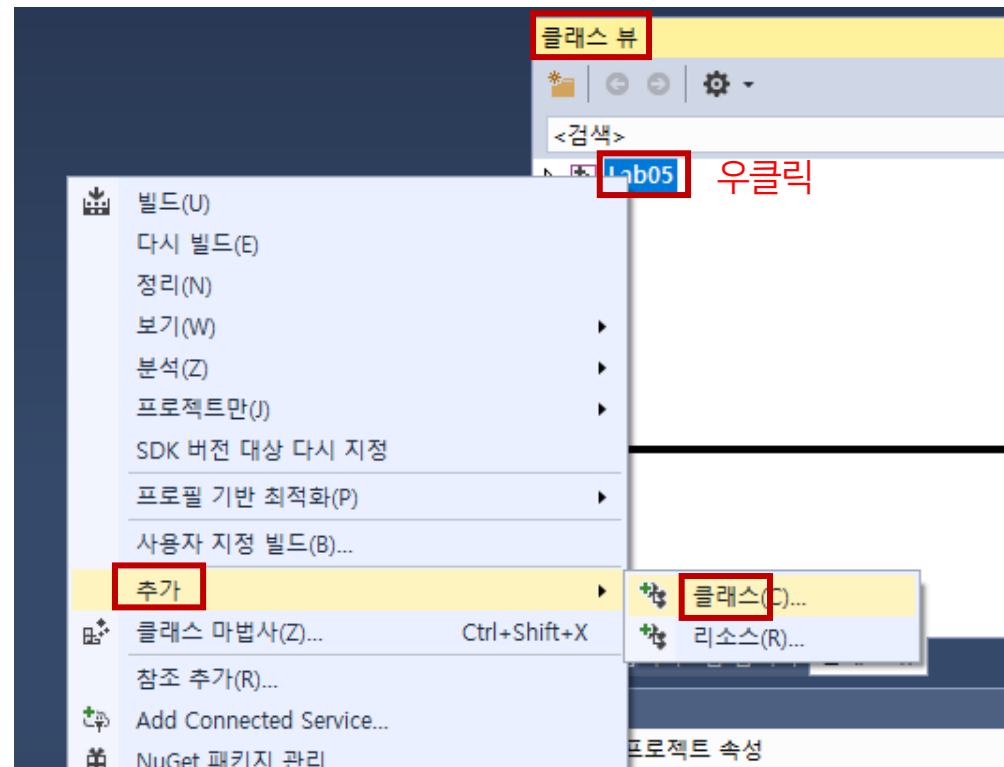 클래스 뷰
<검색>
Lab05
우클릭
빌드(U)
다시 빌드(E)
정리(N)
보기(W)
분석(Z)
프로젝트만(J)
SDK 버전 대상 다시 지정
프로필 기반 최적화(P)
사용자 지정 빌드(B)...
추가
클래스(C)...
클래스 마법사(Z)... Ctrl+Shift+X
리소스(R)...
참조 추가(R)...
Add Connected Service...
NuGet 패키지 관리
프로젝트 속성